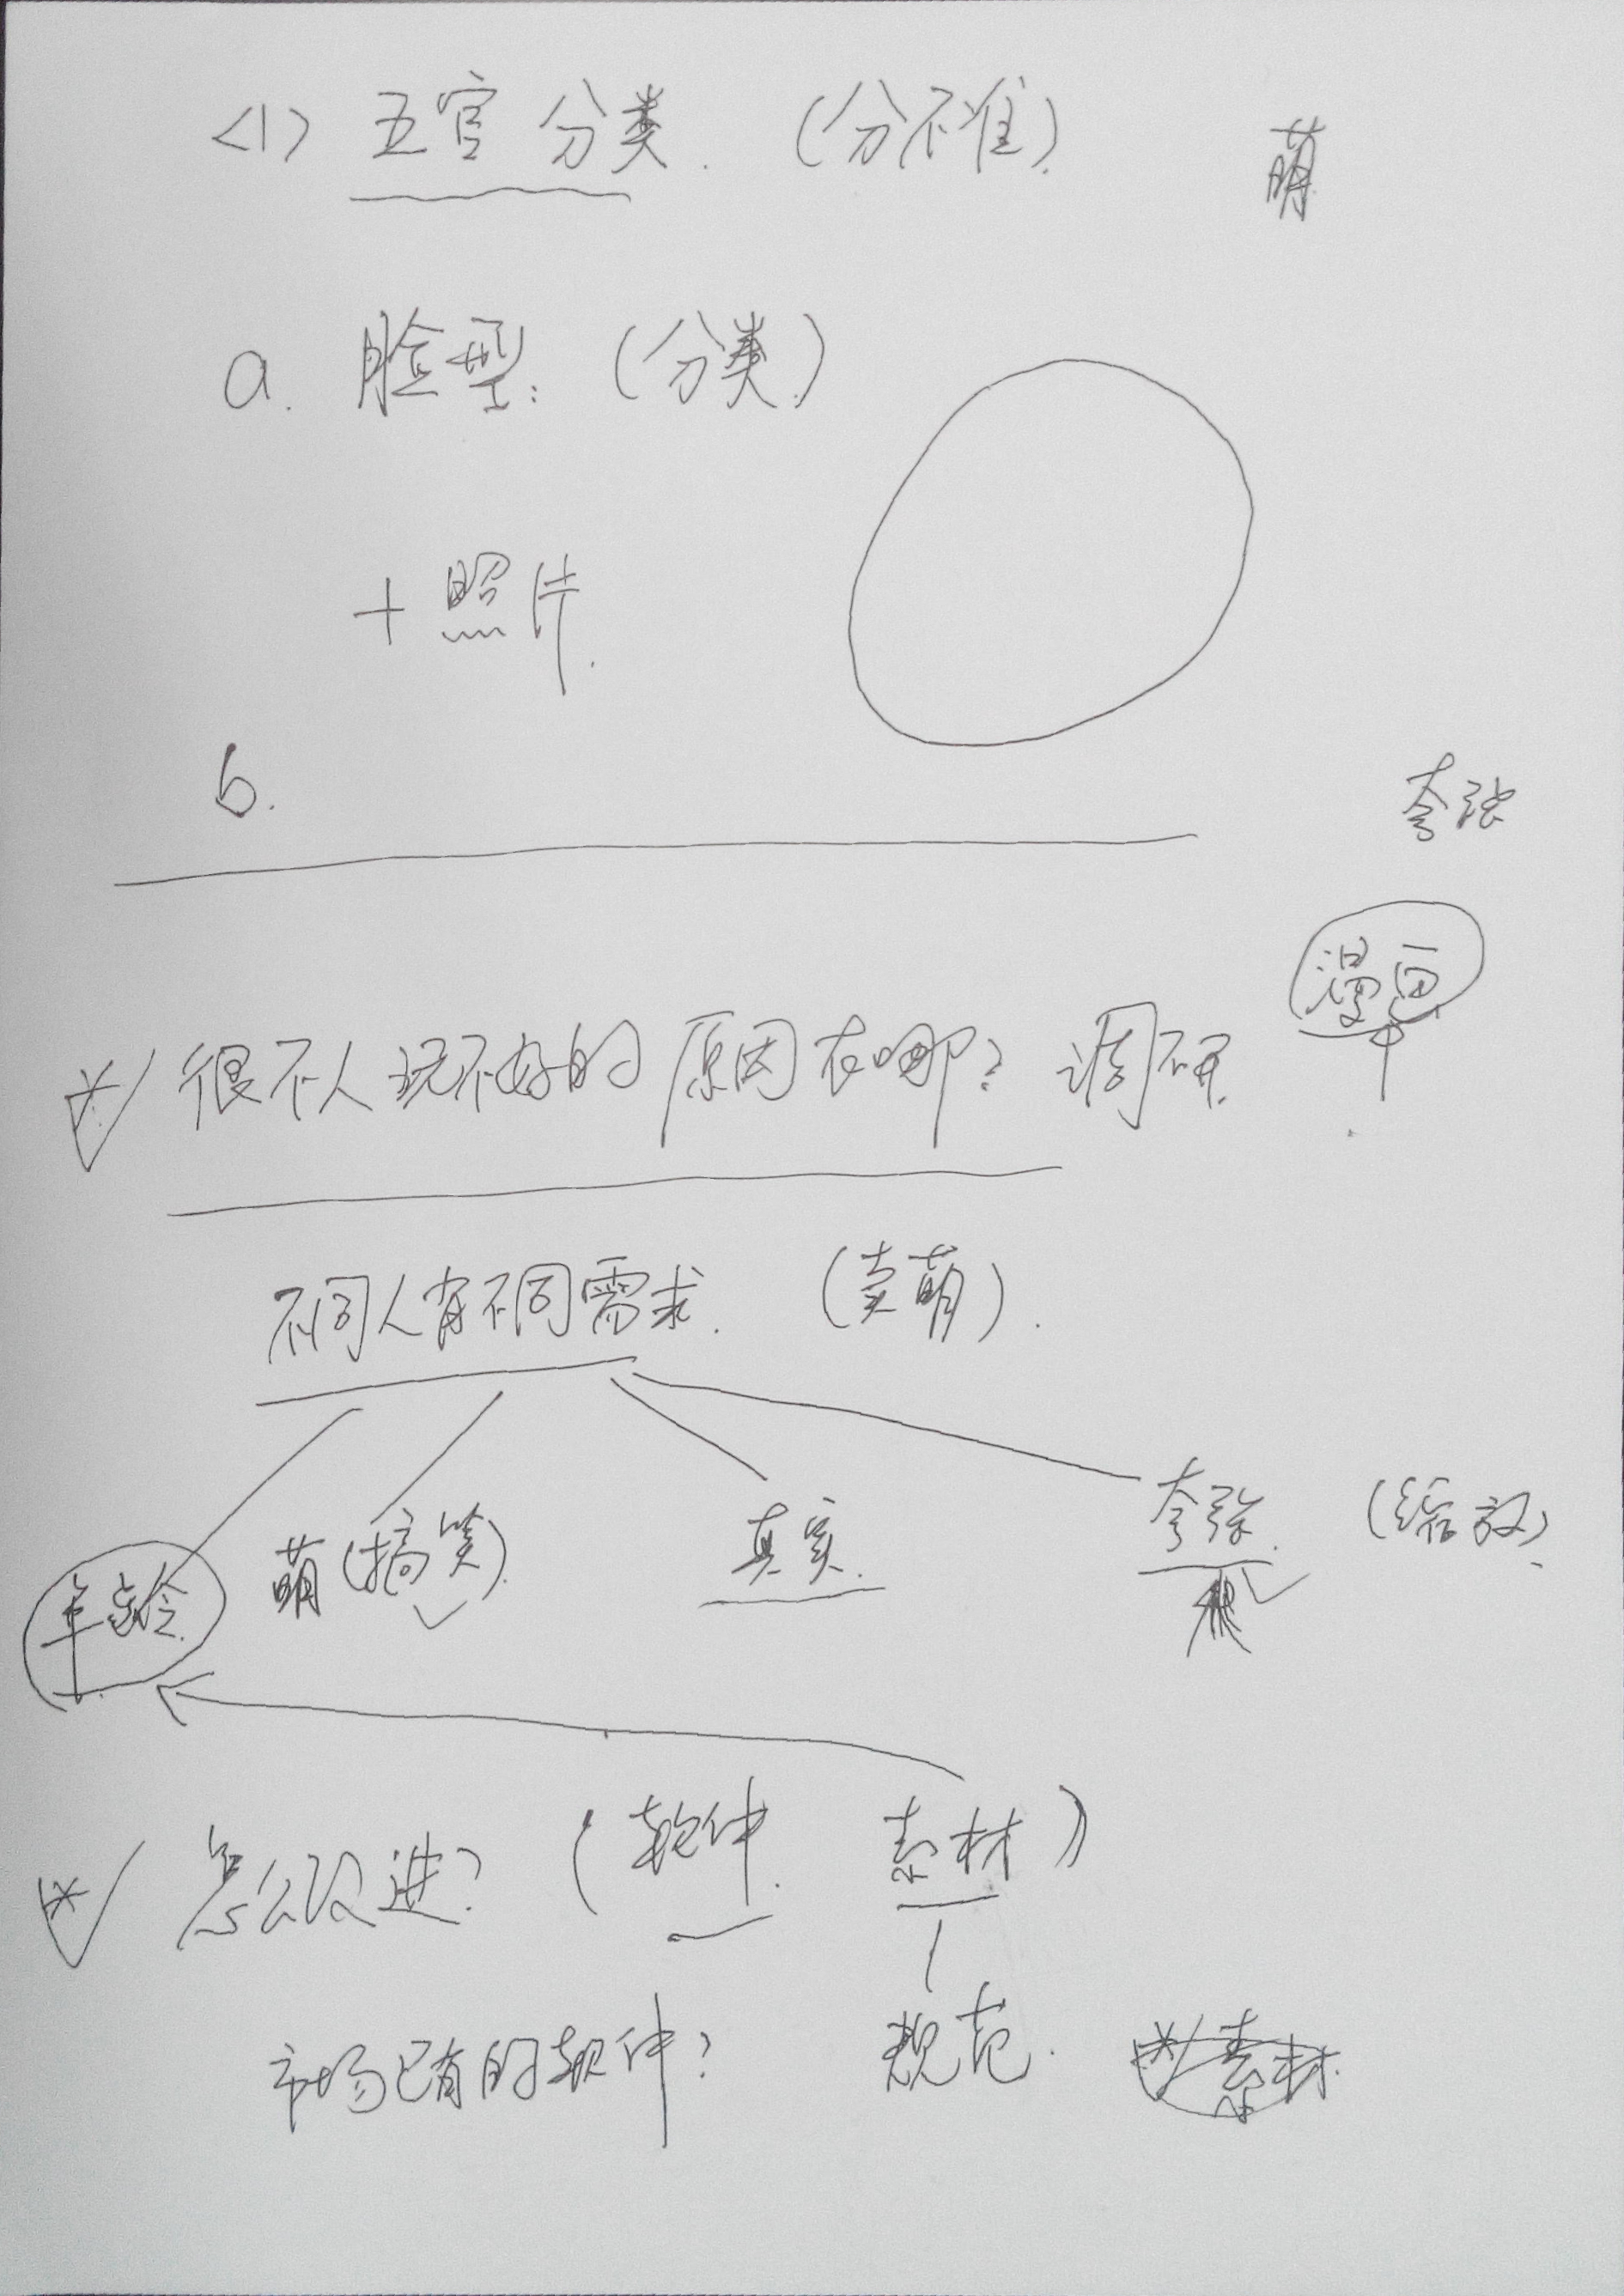 <1> 五官分类. (分不准).
萌
a. 脸型: (分类.)
+ 照片.
b.
夸张
漫画
很不人玩不好的原因在哪? 调研.
不同人有不同需求. (卖萌).
年龄. 萌(搞笑). 真实. 夸张. (缩放).
怎么改进? (软件. 素材)
市场已有的软件? 规范. 素材.